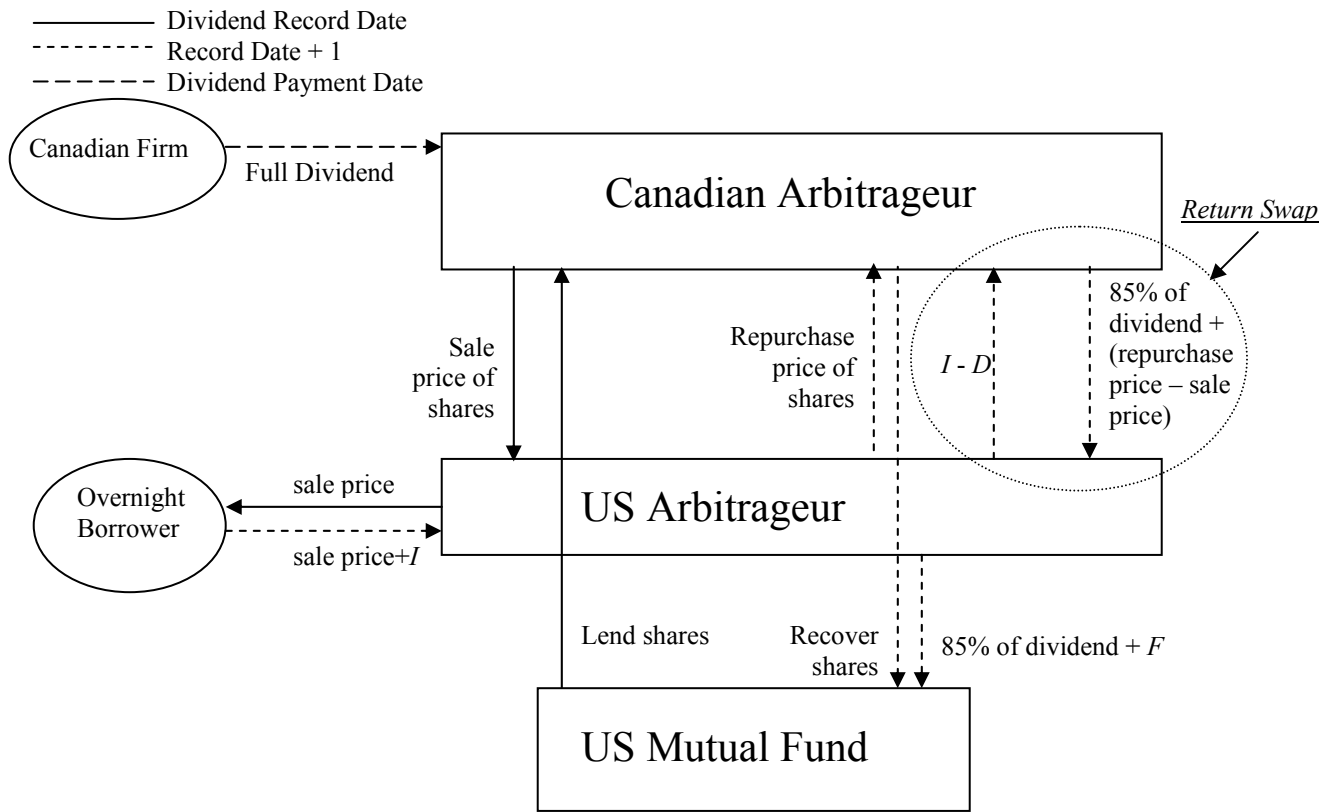 Dividend Record Date
Record Date + 1
Dividend Payment Date
Canadian Firm
Full Dividend
Canadian Arbitrageur
Return Swap
Sale
price of
shares
Repurchase
price of
shares
I - D
85% of
dividend +
(repurchase
price – sale
price)
Overnight
Borrower
sale price
sale price+I
US Arbitrageur
Lend shares
Recover
shares
85% of dividend + F
US Mutual Fund